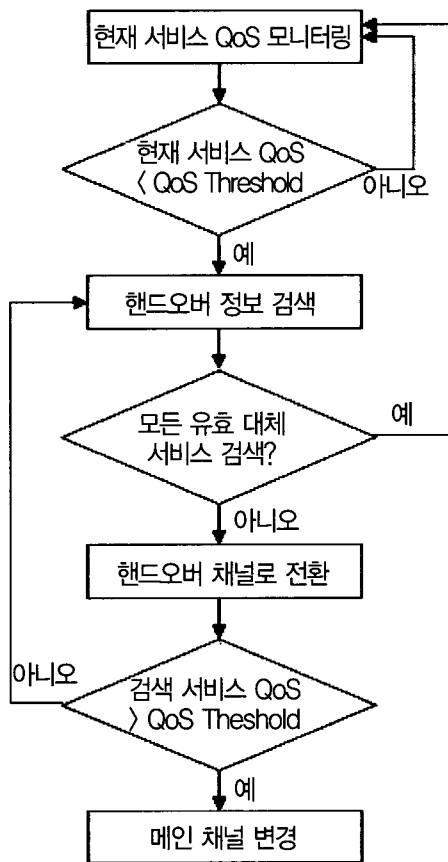 현재 서비스 QoS 모니터링
현재 서비스 QoS
< QoS Threshold
아니오
예
핸드오버 정보 검색
모든 유효 대체
서비스 검색?
예
아니오
핸드오버 채널로 전환
아니오
검색 서비스 QoS
> QoS Theshold
예
메인 채널 변경